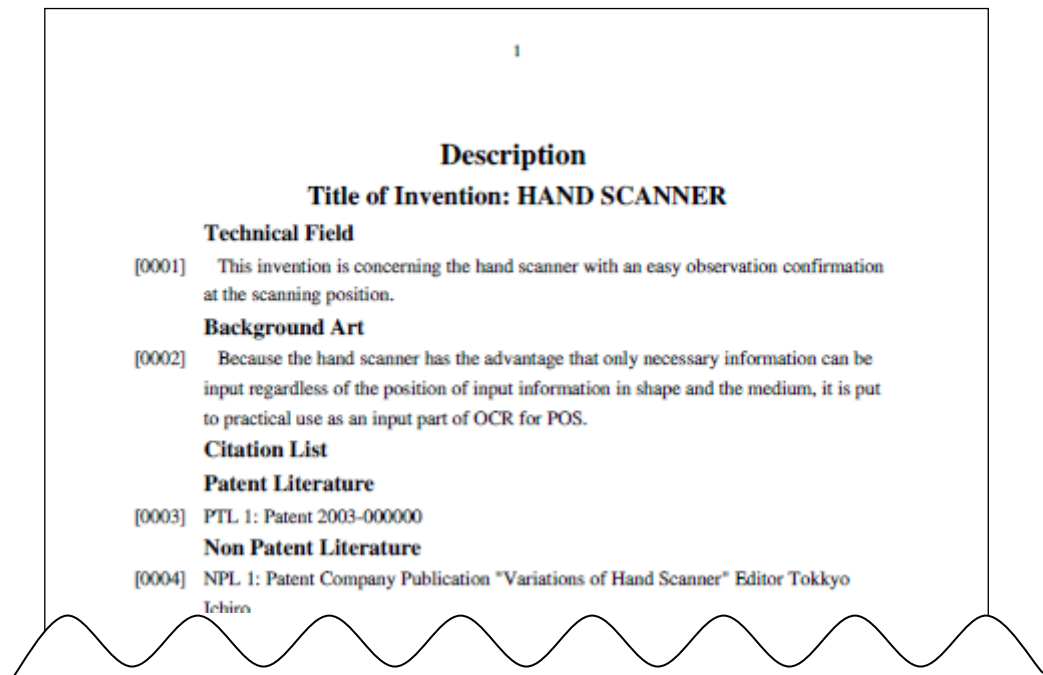 1
Description
Title of Invention: HAND SCANNER
Technical Field
[0001] This invention is concerning the hand scanner with an easy observation confirmation
at the scanning position.
Background Art
[0002] Because the hand scanner has the advantage that only necessary information can be
input regardless of the position of input information in shape and the medium, it is put
to practical use as an input part of OCR for POS.
Citation List
Patent Literature
[0003] PTL 1: Patent 2003-000000
Non Patent Literature
[0004] NPL 1: Patent Company Publication "Variations of Hand Scanner" Editor Tokkyo
Ichiro